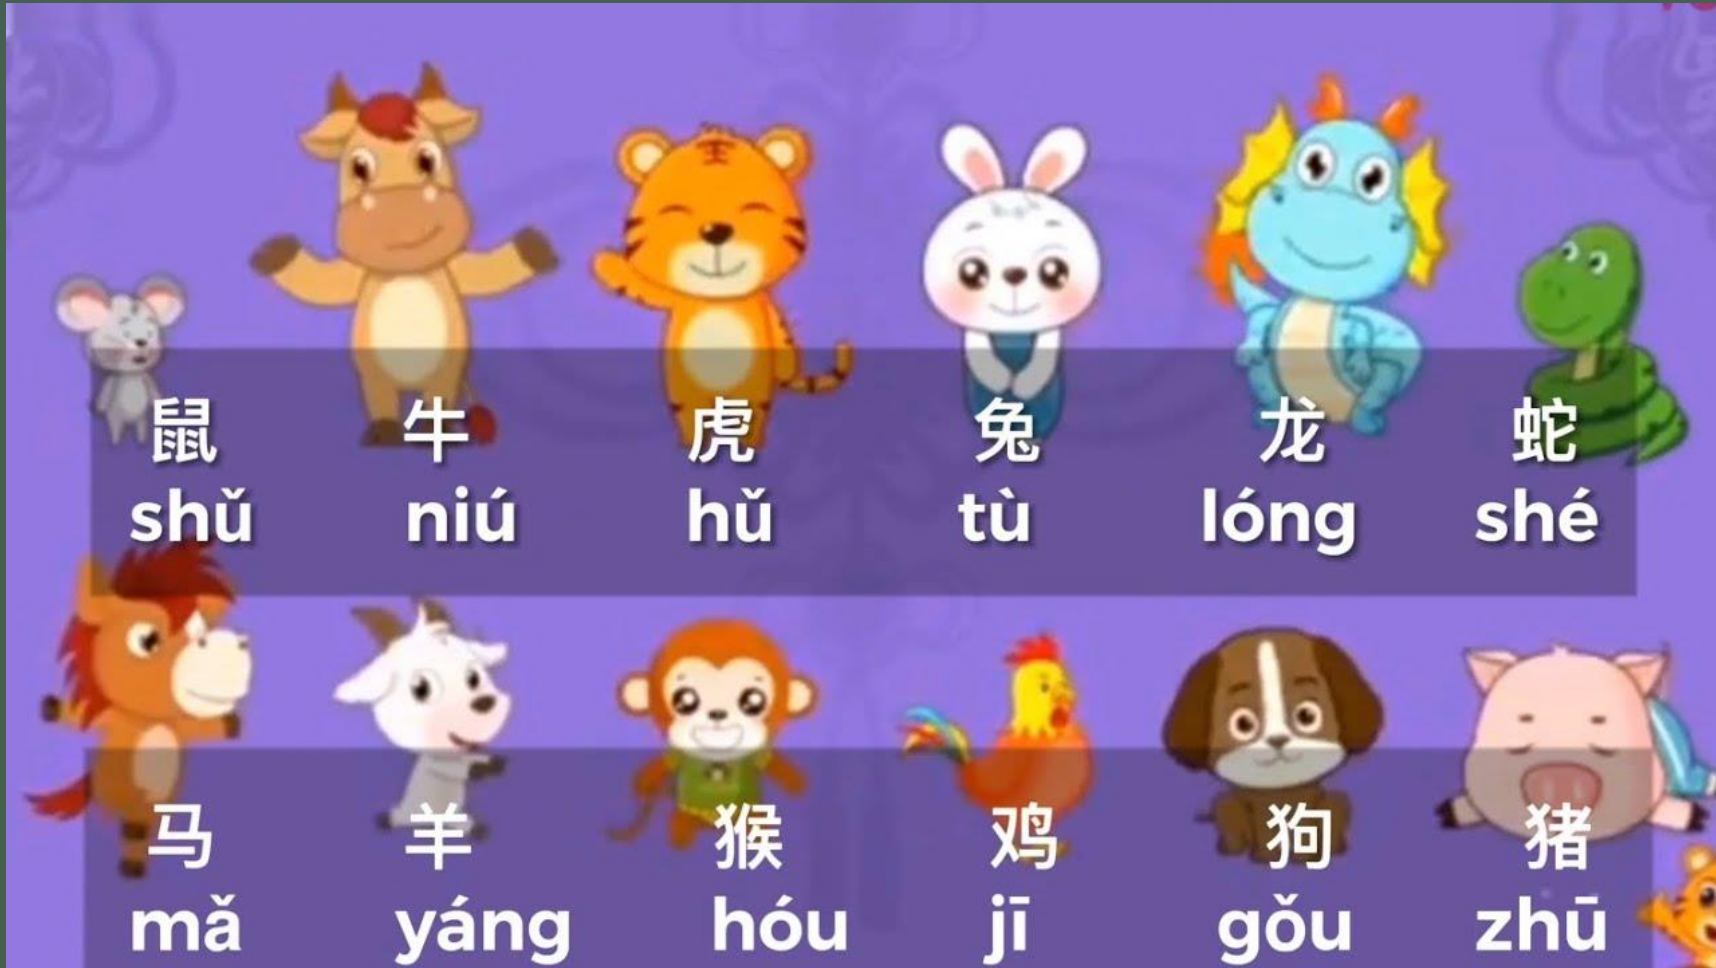 鼠 牛 虎 兔 龙 蛇
shǔ niú hǔ tù lóng shé
马 羊 猴 鸡 狗 猪
mǎ yáng hóu jī gǒu zhū